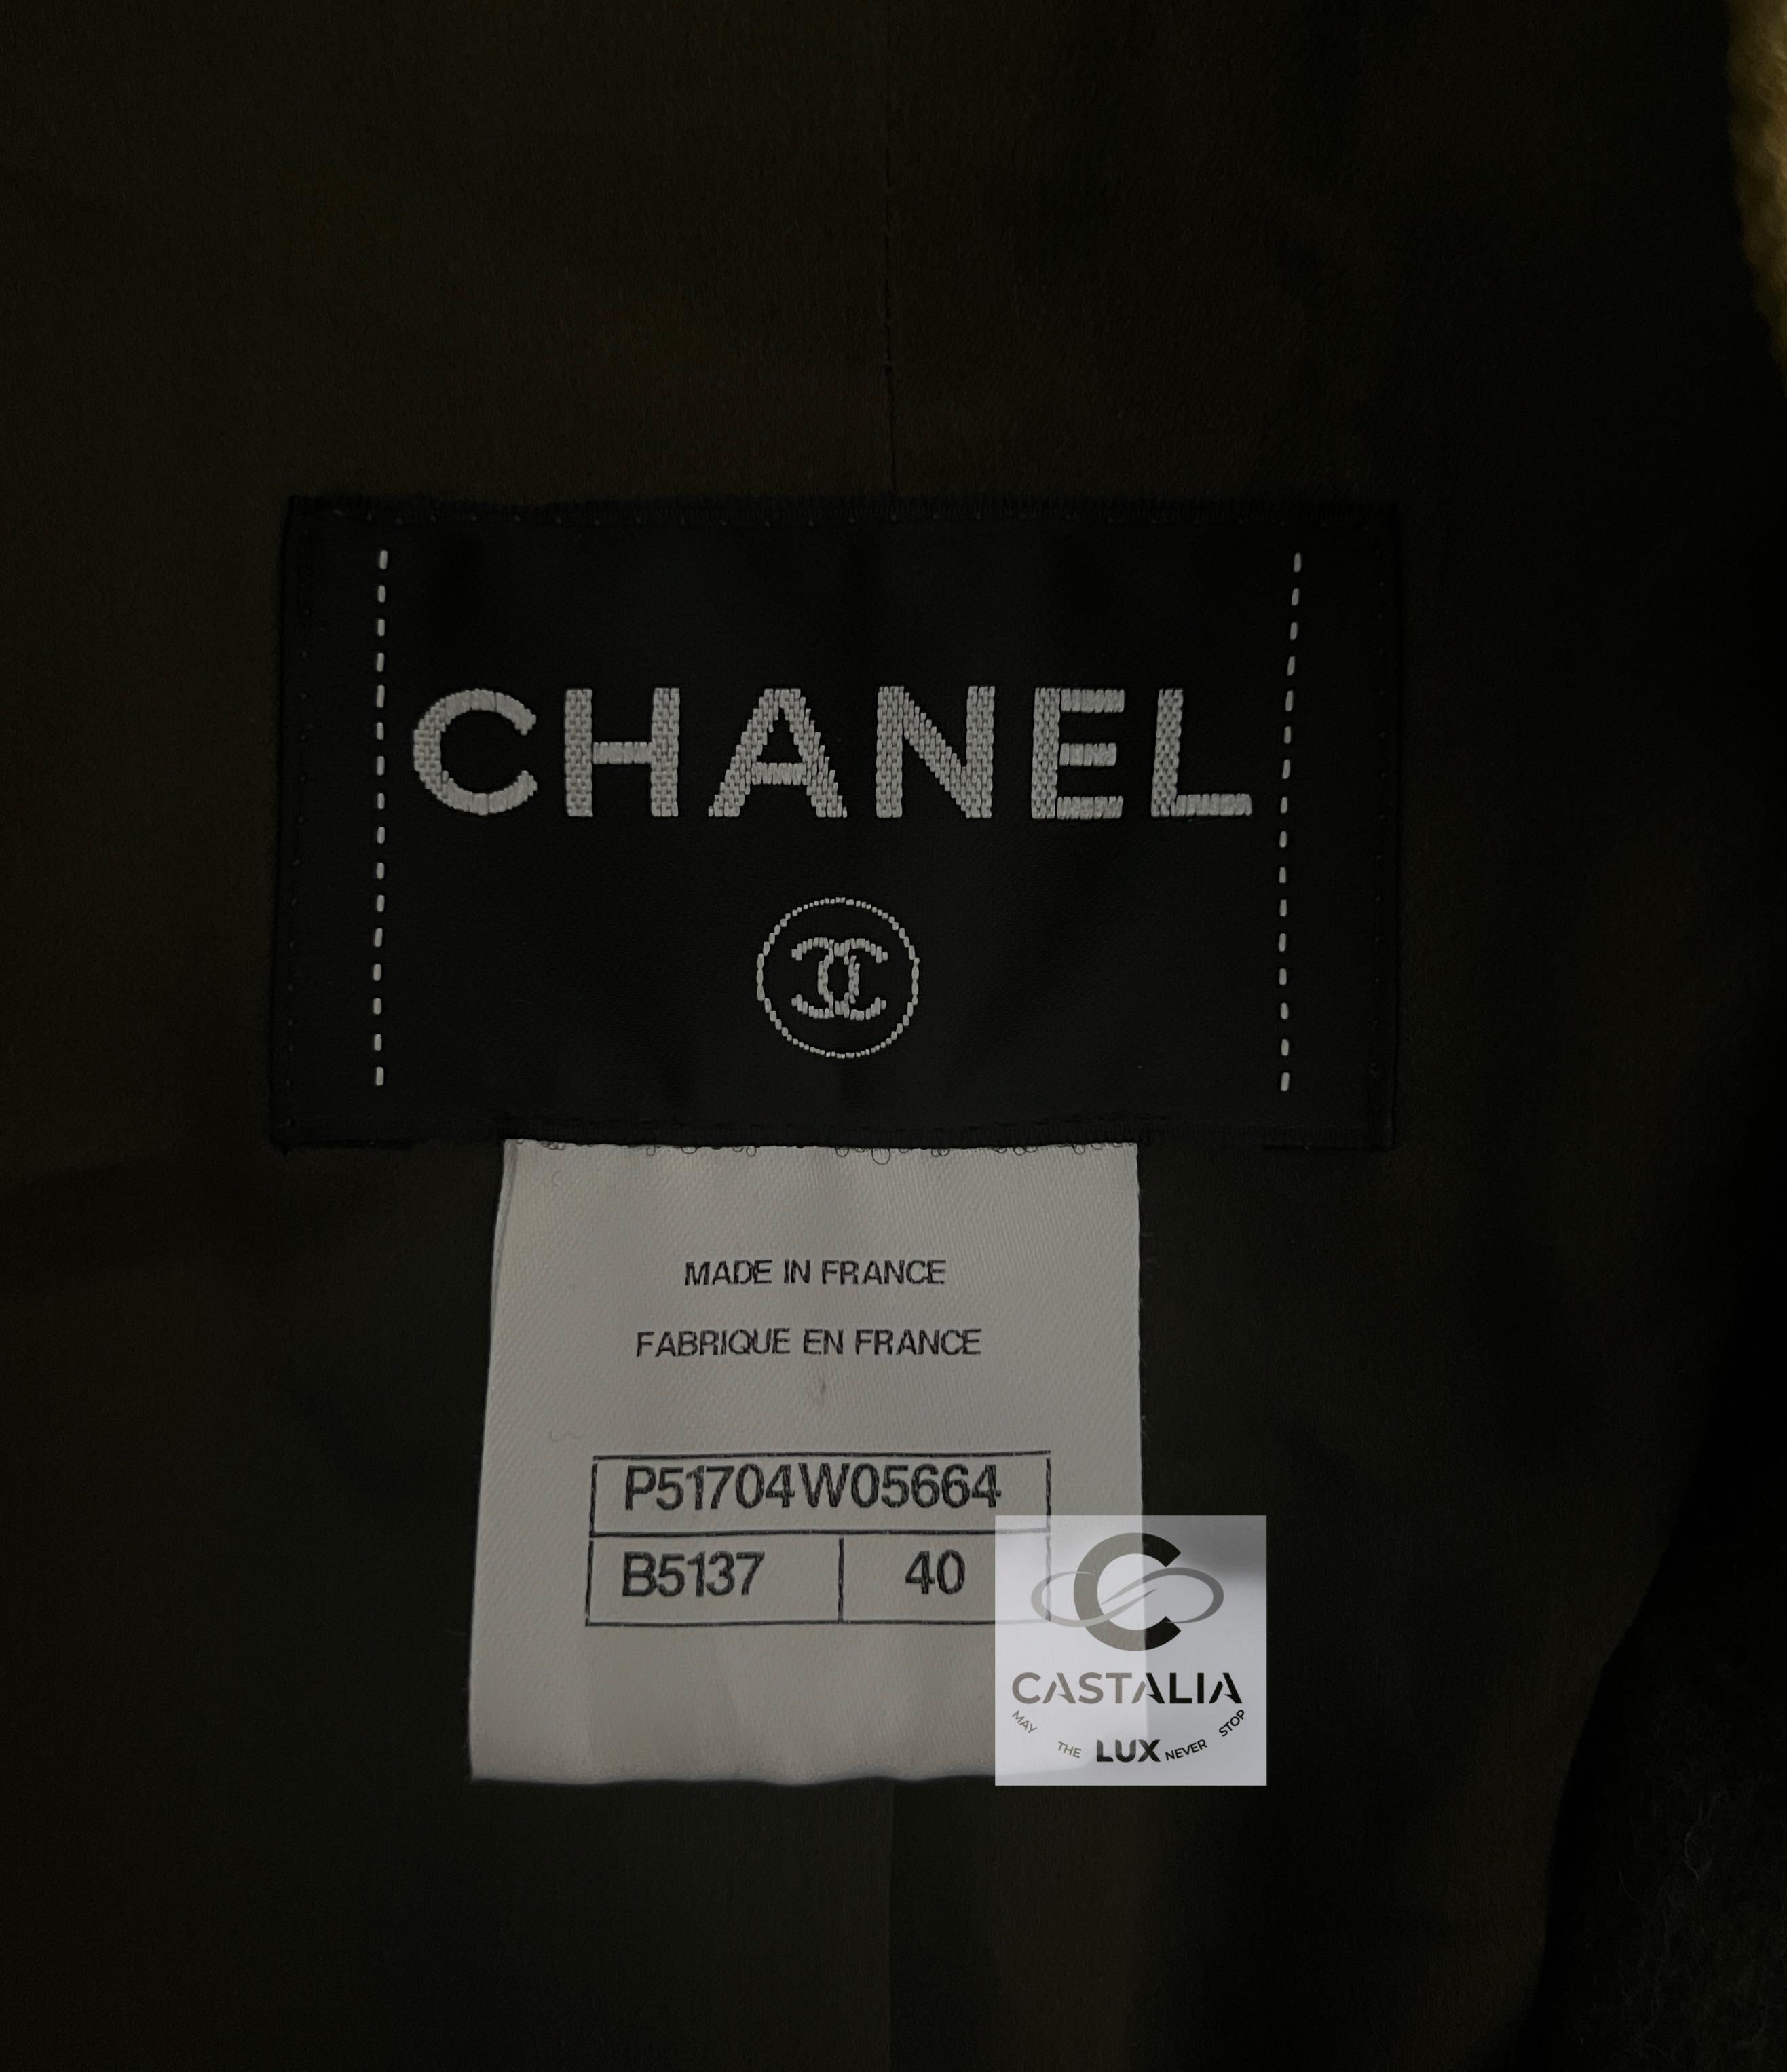 CHANEL
MADE IN FRANCE
FABRIQUE EN FRANCE
P51704W05664
B5137 40
CASTALIA
MAY THE LUX NEVER STOP